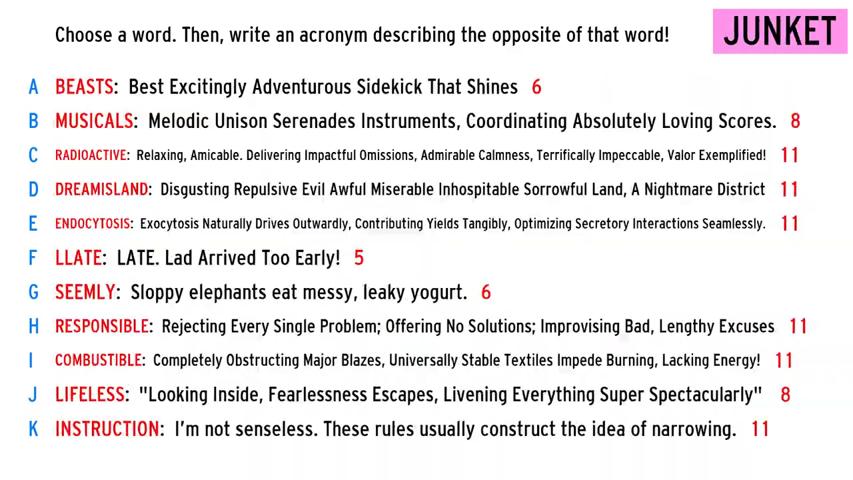 Choose a word. Then, write an acronym describing the opposite of that word!
JUNKET
A BEASTS: Best Excitingly Adventurous Sidekick That Shines 6
B MUSICALS: Melodic Unison Serenades Instruments, Coordinating Absolutely Loving Scores. 8
C RADIOACTIVE: Relaxing, Amicable. Delivering Impactful Omissions, Admirable Calmness, Terrifically Impeccable, Valor Exemplified! 11
D DREAMISLAND: Disgusting Repulsive Evil Awful Miserable Inhospitable Sorrowful Land, A Nightmare District 11
E ENDOCYTOSIS: Exocytosis Naturally Drives Outwardly, Contributing Yields Tangibly, Optimizing Secretory Interactions Seamlessly. 11
F LLATE: LATE. Lad Arrived Too Early! 5
G SEEMLY: Sloppy elephants eat messy, leaky yogurt. 6
H RESPONSIBLE: Rejecting Every Single Problem; Offering No Solutions; Improvising Bad, Lengthy Excuses 11
I COMBUSTIBLE: Completely Obstructing Major Blazes, Universally Stable Textiles Impede Burning, Lacking Energy! 11
J LIFELESS: "Looking Inside, Fearlessness Escapes, Livening Everything Super Spectacularly" 8
K INSTRUCTION: I'm not senseless. These rules usually construct the idea of narrowing. 11